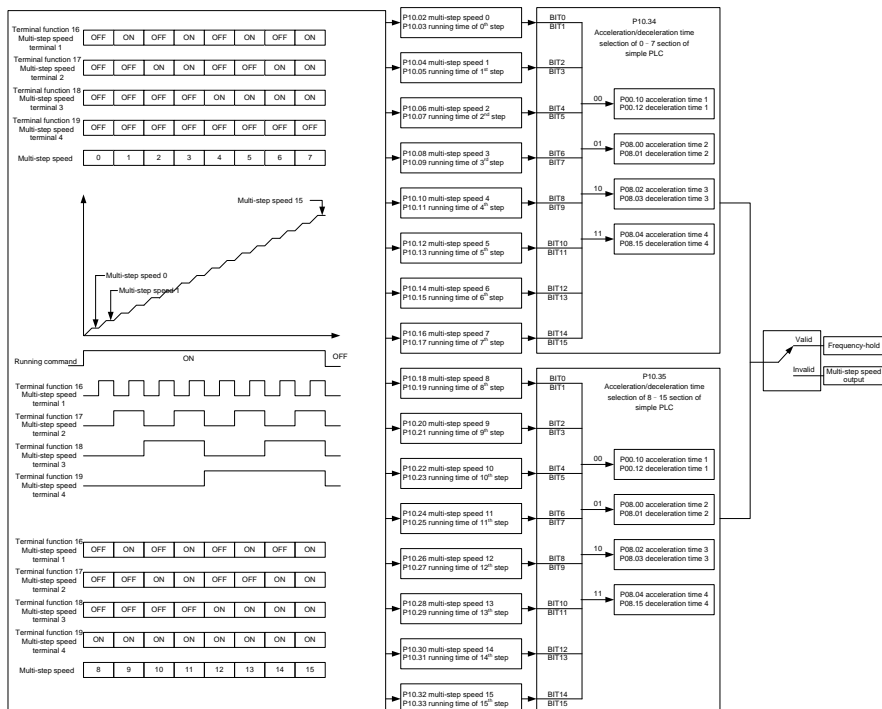 Terminal function 16
Multi-step speed
terminal 1
OFF ON OFF ON OFF ON OFF ON
Terminal function 17
Multi-step speed
terminal 2
OFF OFF ON ON OFF OFF ON ON
Terminal function 18
Multi-step speed
terminal 3
OFF OFF OFF OFF ON ON ON ON
Terminal function 19
Multi-step speed
terminal 4
OFF OFF OFF OFF OFF OFF OFF OFF
Multi-step speed
0 1 2 3 4 5 6 7
Multi-step speed 15
Multi-step speed 0
Multi-step speed 1
Running command
ON
OFF
Terminal function 16
Multi-step speed
terminal 1
Terminal function 17
Multi-step speed
terminal 2
Terminal function 18
Multi-step speed
terminal 3
Terminal function 19
Multi-step speed
terminal 4
Terminal function 16
Multi-step speed
terminal 1
OFF ON OFF ON OFF ON OFF ON
Terminal function 17
Multi-step speed
terminal 2
OFF OFF ON ON OFF OFF ON ON
Terminal function 18
Multi-step speed
terminal 3
OFF OFF OFF OFF ON ON ON ON
Terminal function 19
Multi-step speed
terminal 4
ON ON ON ON ON ON ON ON
Multi-step speed
8 9 10 11 12 13 14 15
P10.02 multi-step speed 0
P10.03 running time of 0th step
P10.04 multi-step speed 1
P10.05 running time of 1st step
P10.06 multi-step speed 2
P10.07 running time of 2nd step
P10.08 multi-step speed 3
P10.09 running time of 3rd step
P10.10 multi-step speed 4
P10.11 running time of 4th step
P10.12 multi-step speed 5
P10.13 running time of 5th step
P10.14 multi-step speed 6
P10.15 running time of 6th step
P10.16 multi-step speed 7
P10.17 running time of 7th step
P10.18 multi-step speed 8
P10.19 running time of 8th step
P10.20 multi-step speed 9
P10.21 running time of 9th step
P10.22 multi-step speed 10
P10.23 running time of 10th step
P10.24 multi-step speed 11
P10.25 running time of 11th step
P10.26 multi-step speed 12
P10.27 running time of 12th step
P10.28 multi-step speed 13
P10.29 running time of 13th step
P10.30 multi-step speed 14
P10.31 running time of 14th step
P10.32 multi-step speed 15
P10.33 running time of 15th step
BIT0
BIT1
BIT2
BIT3
BIT4
BIT5
BIT6
BIT7
BIT8
BIT9
BIT10
BIT11
BIT12
BIT13
BIT14
BIT15
P10.34
Acceleration/deceleration time
selection of 0 - 7 section of
simple PLC
00
P00.10 acceleration time 1
P00.12 deceleration time 1
01
P08.00 acceleration time 2
P08.01 deceleration time 2
10
P08.02 acceleration time 3
P08.03 deceleration time 3
11
P08.04 acceleration time 4
P08.15 deceleration time 4
BIT0
BIT1
BIT2
BIT3
BIT4
BIT5
BIT6
BIT7
BIT8
BIT9
BIT10
BIT11
BIT12
BIT13
BIT14
BIT15
P10.35
Acceleration/deceleration time
selection of 8 - 15 section of
simple PLC
00
P00.10 acceleration time 1
P00.12 deceleration time 1
01
P08.00 acceleration time 2
P08.01 deceleration time 2
10
P08.02 acceleration time 3
P08.03 deceleration time 3
11
P08.04 acceleration time 4
P08.15 deceleration time 4
Valid
Frequency-hold
Invalid
Multi-step speed
output